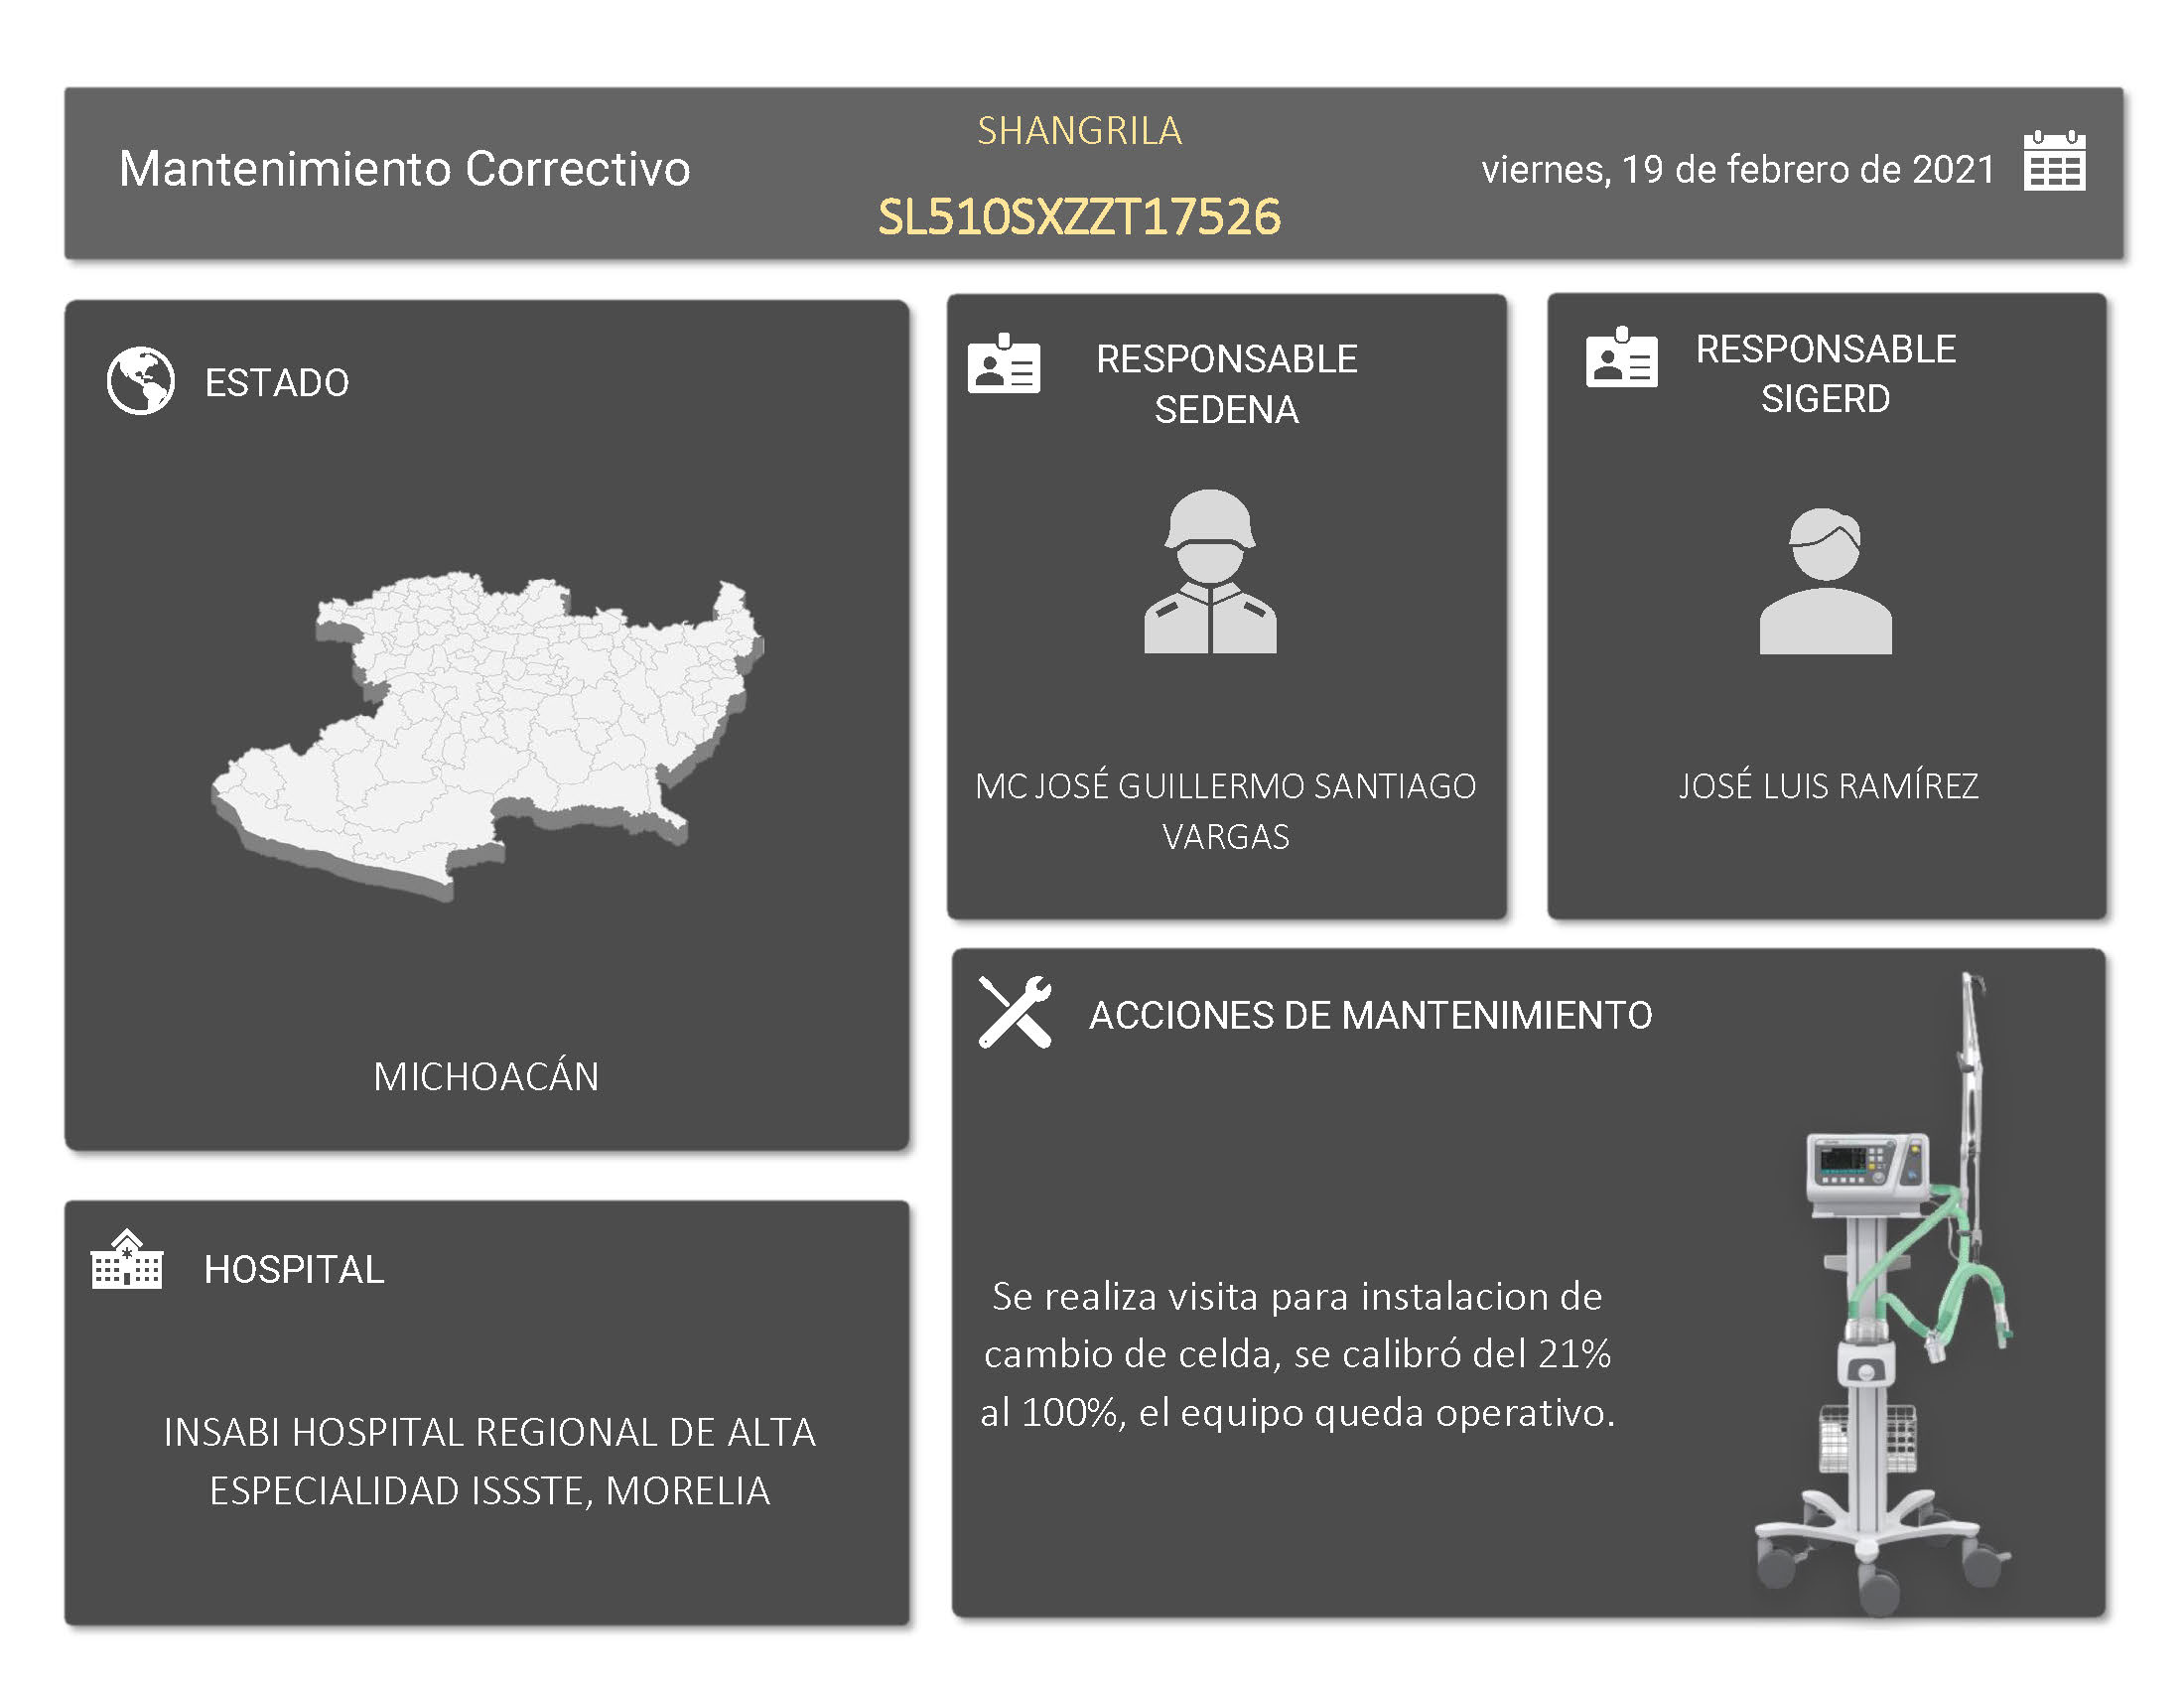 Mantenimiento Correctivo
SHANGRILA
SL510SXZZT17526
viernes, 19 de febrero de 2021
ESTADO
MICHOACÁN
RESPONSABLE
SEDENA
MC JOSÉ GUILLERMO SANTIAGO
VARGAS
RESPONSABLE
SIGERD
JOSÉ LUIS RAMÍREZ
HOSPITAL
INSABI HOSPITAL REGIONAL DE ALTA
ESPECIALIDAD ISSSTE, MORELIA
ACCIONES DE MANTENIMIENTO
Se realiza visita para instalacion de
cambio de celda, se calibró del 21%
al 100%, el equipo queda operativo.